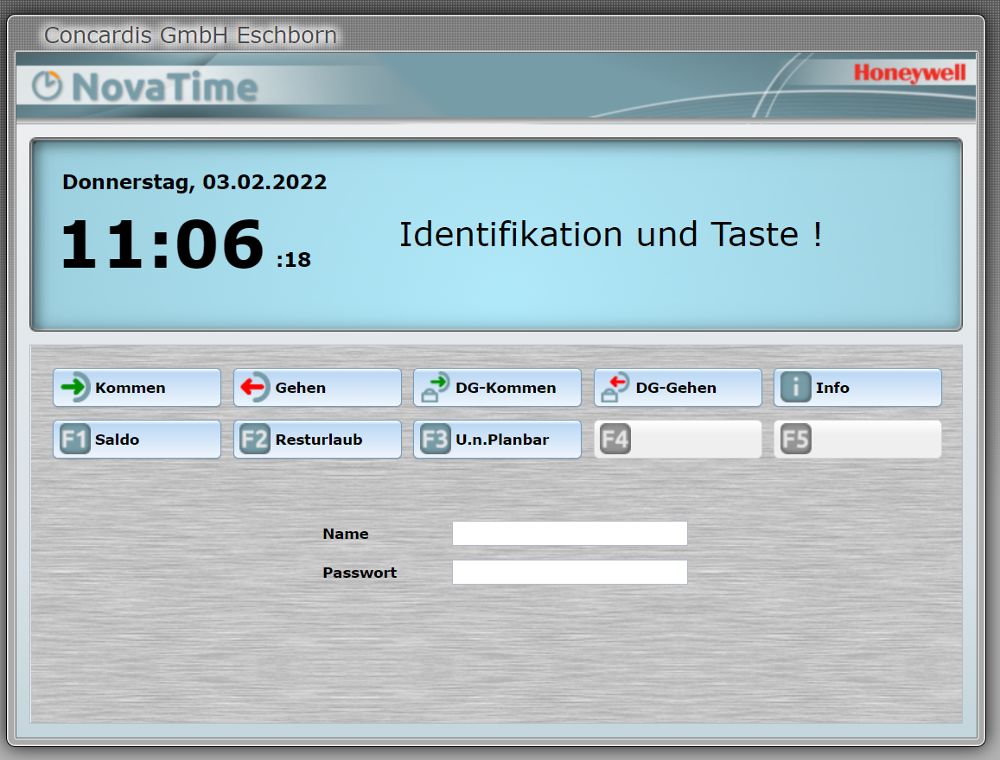 Concardis GmbH Eschborn
NovaTime
Honeywell
Donnerstag, 03.02.2022
11:06 :18
Identifikation und Taste !
Kommen Gehen DG-Kommen DG-Gehen i Info
F1 Saldo F2 Resturlaub F3 U.n.Planbar F4 F5
Name
Passwort